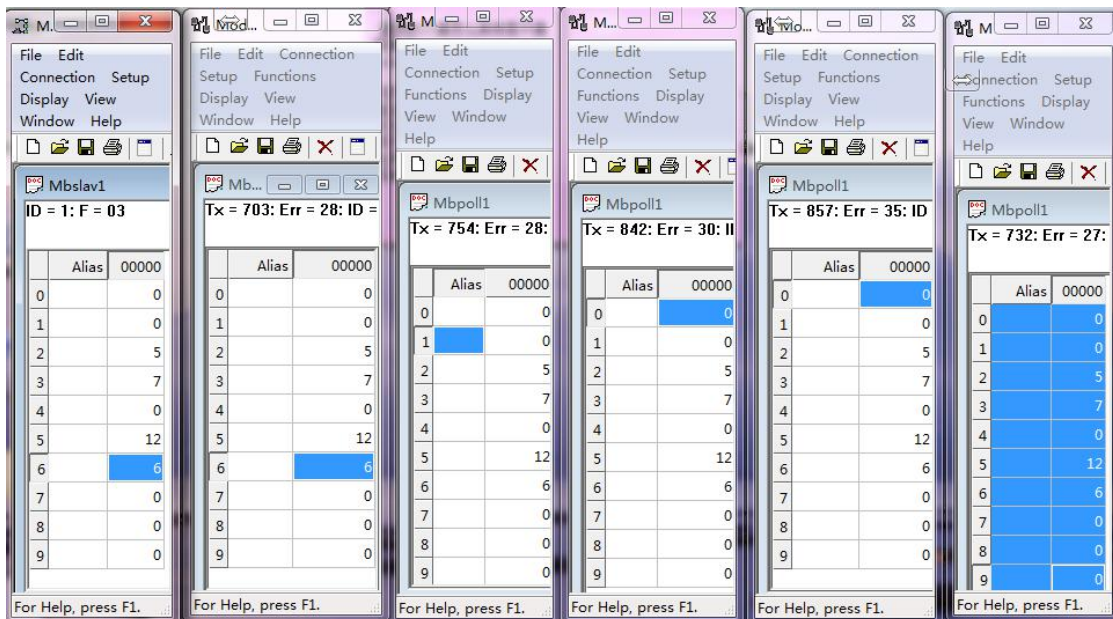 M.
File Edit
Connection Setup
Display View
Window Help
Mbslav1
ID = 1: F = 03
Alias 00000
0 0
1 0
2 5
3 7
4 0
5 12
6 6
7 0
8 0
9 0
For Help, press F1.
Mod...
File Edit Connection
Setup Functions
Display View
Window Help
Mb...
Tx = 703: Err = 28: ID =
Alias 00000
0 0
1 0
2 5
3 7
4 0
5 12
6 6
7 0
8 0
9 0
For Help, press F1.
M
File Edit
Connection Setup
Functions Display
View Window
Help
Mbpoll1
Tx = 754: Err = 28:
Alias 00000
0 0
1 0
2 5
3 7
4 0
5 12
6 6
7 0
8 0
9 0
For Help, press F1.
M...
File Edit
Connection Setup
Functions Display
View Window
Help
Mbpoll1
Tx = 842: Err = 30:
Alias 00000
0 0
1 0
2 5
3 7
4 0
5 12
6 6
7 0
8 0
9 0
For Help, press F1.
Mo...
File Edit Connection
Setup Functions
Display View
Window Help
Mbpoll1
Tx = 857: Err = 35: ID
Alias 00000
0 0
1 0
2 5
3 7
4 0
5 12
6 6
7 0
8 0
9 0
For Help, press F1.
M
File Edit
Connection Setup
Functions Display
View Window
Help
Mbpoll1
Tx = 732: Err = 27:
Alias 00000
0 0
1 0
2 5
3 7
4 0
5 12
6 6
7 0
8 0
9 0
For Help, press F1.